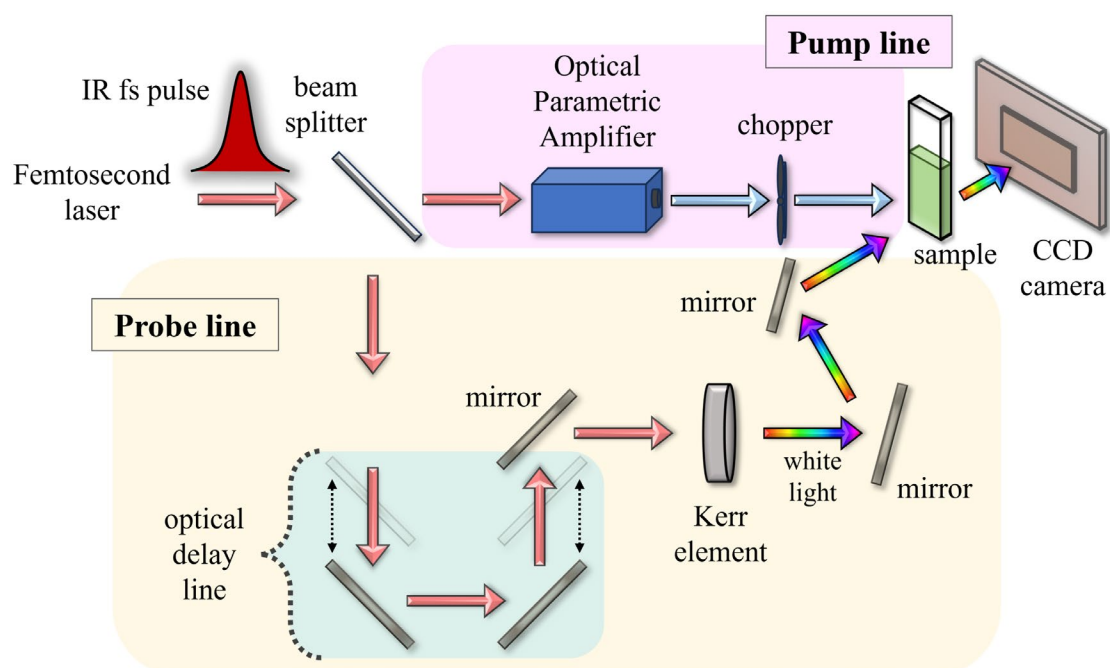 Pump line
IR fs pulse
beam
splitter
Optical
Parametric
Amplifier
chopper
Femtosecond
laser
sample
CCD
camera
Probe line
mirror
mirror
optical
delay
line
Kerr
element
white
light
mirror